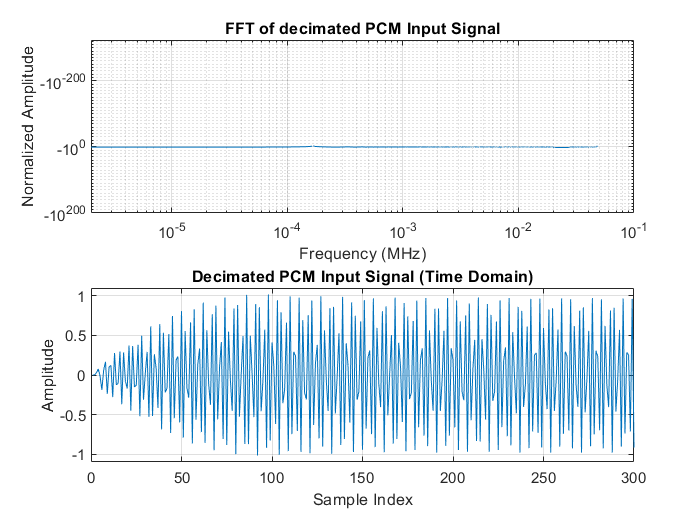 FFT of decimated PCM Input Signal
Normalized Amplitude
-10^-200
-10^0
-10^200
10^-5 10^-4 10^-3 10^-2 10^-1
Frequency (MHz)
Decimated PCM Input Signal (Time Domain)
Amplitude
1
0.5
0
-0.5
-1
0 50 100 150 200 250 300
Sample Index